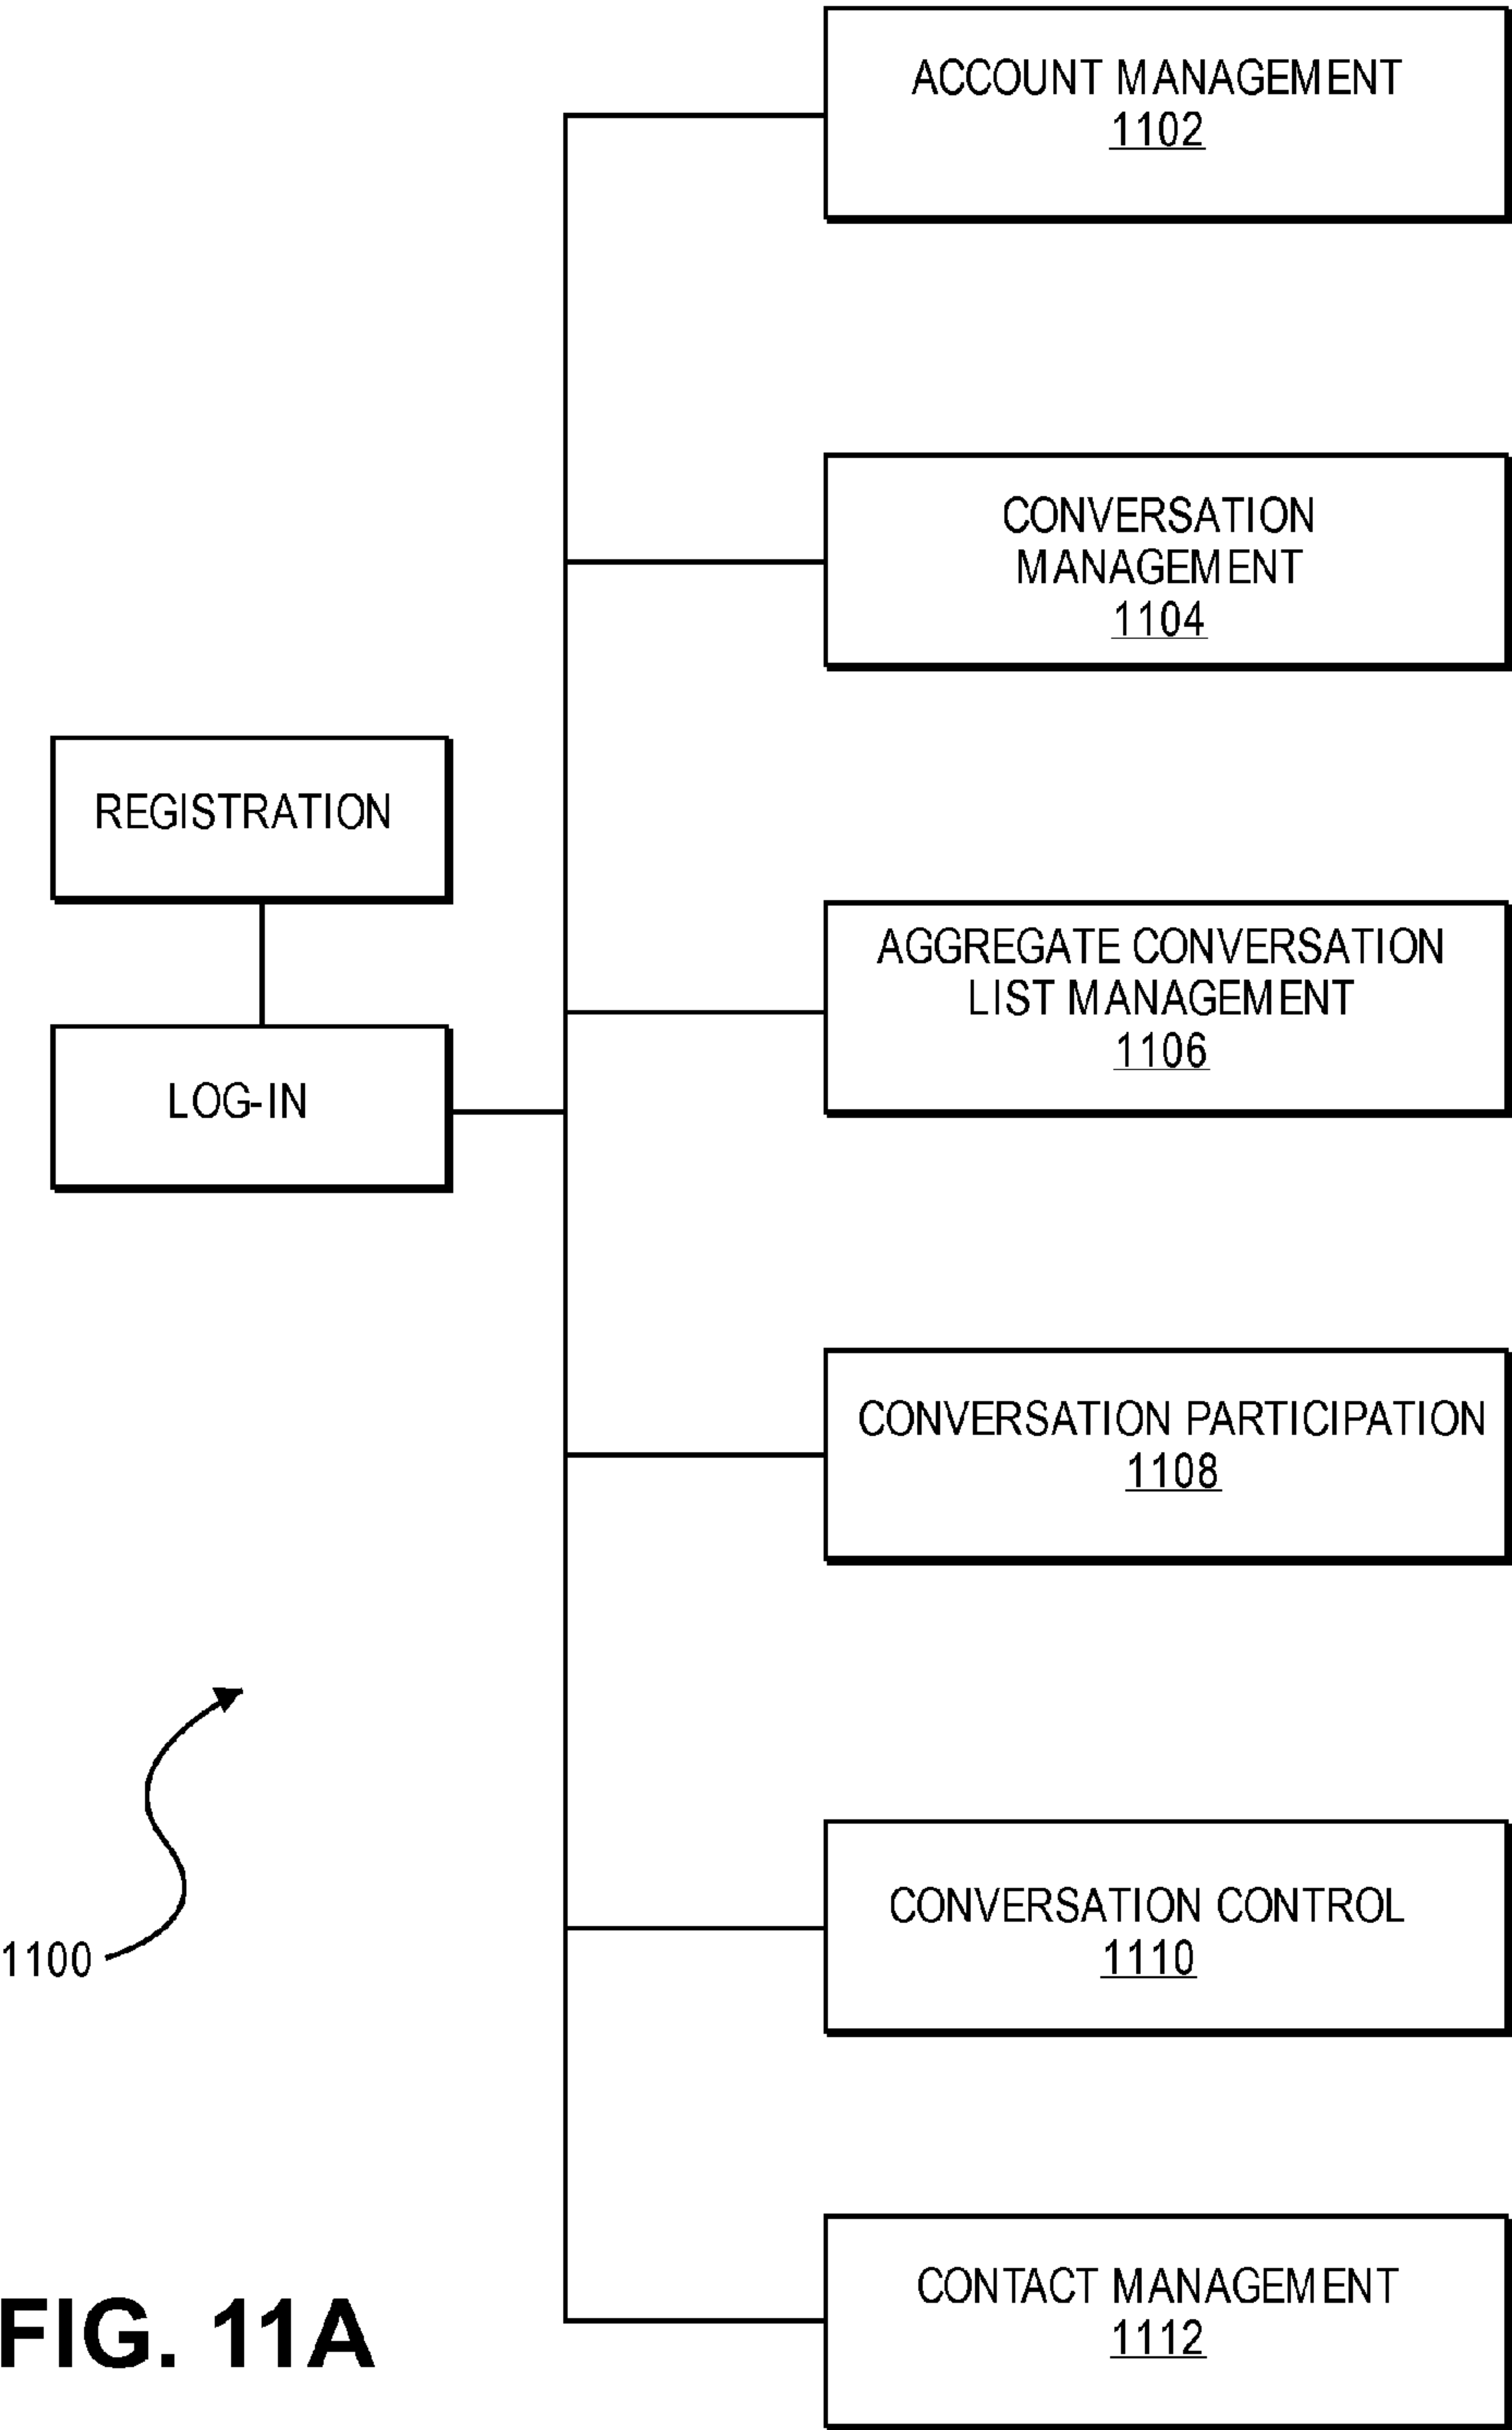 ACCOUNT MANAGEMENT
1102
CONVERSATION
MANAGEMENT
1104
REGISTRATION
LOG-IN
AGGREGATE CONVERSATION
LIST MANAGEMENT
1106
CONVERSATION PARTICIPATION
1108
CONVERSATION CONTROL
1110
1100
CONTACT MANAGEMENT
1112
FIG. 11A